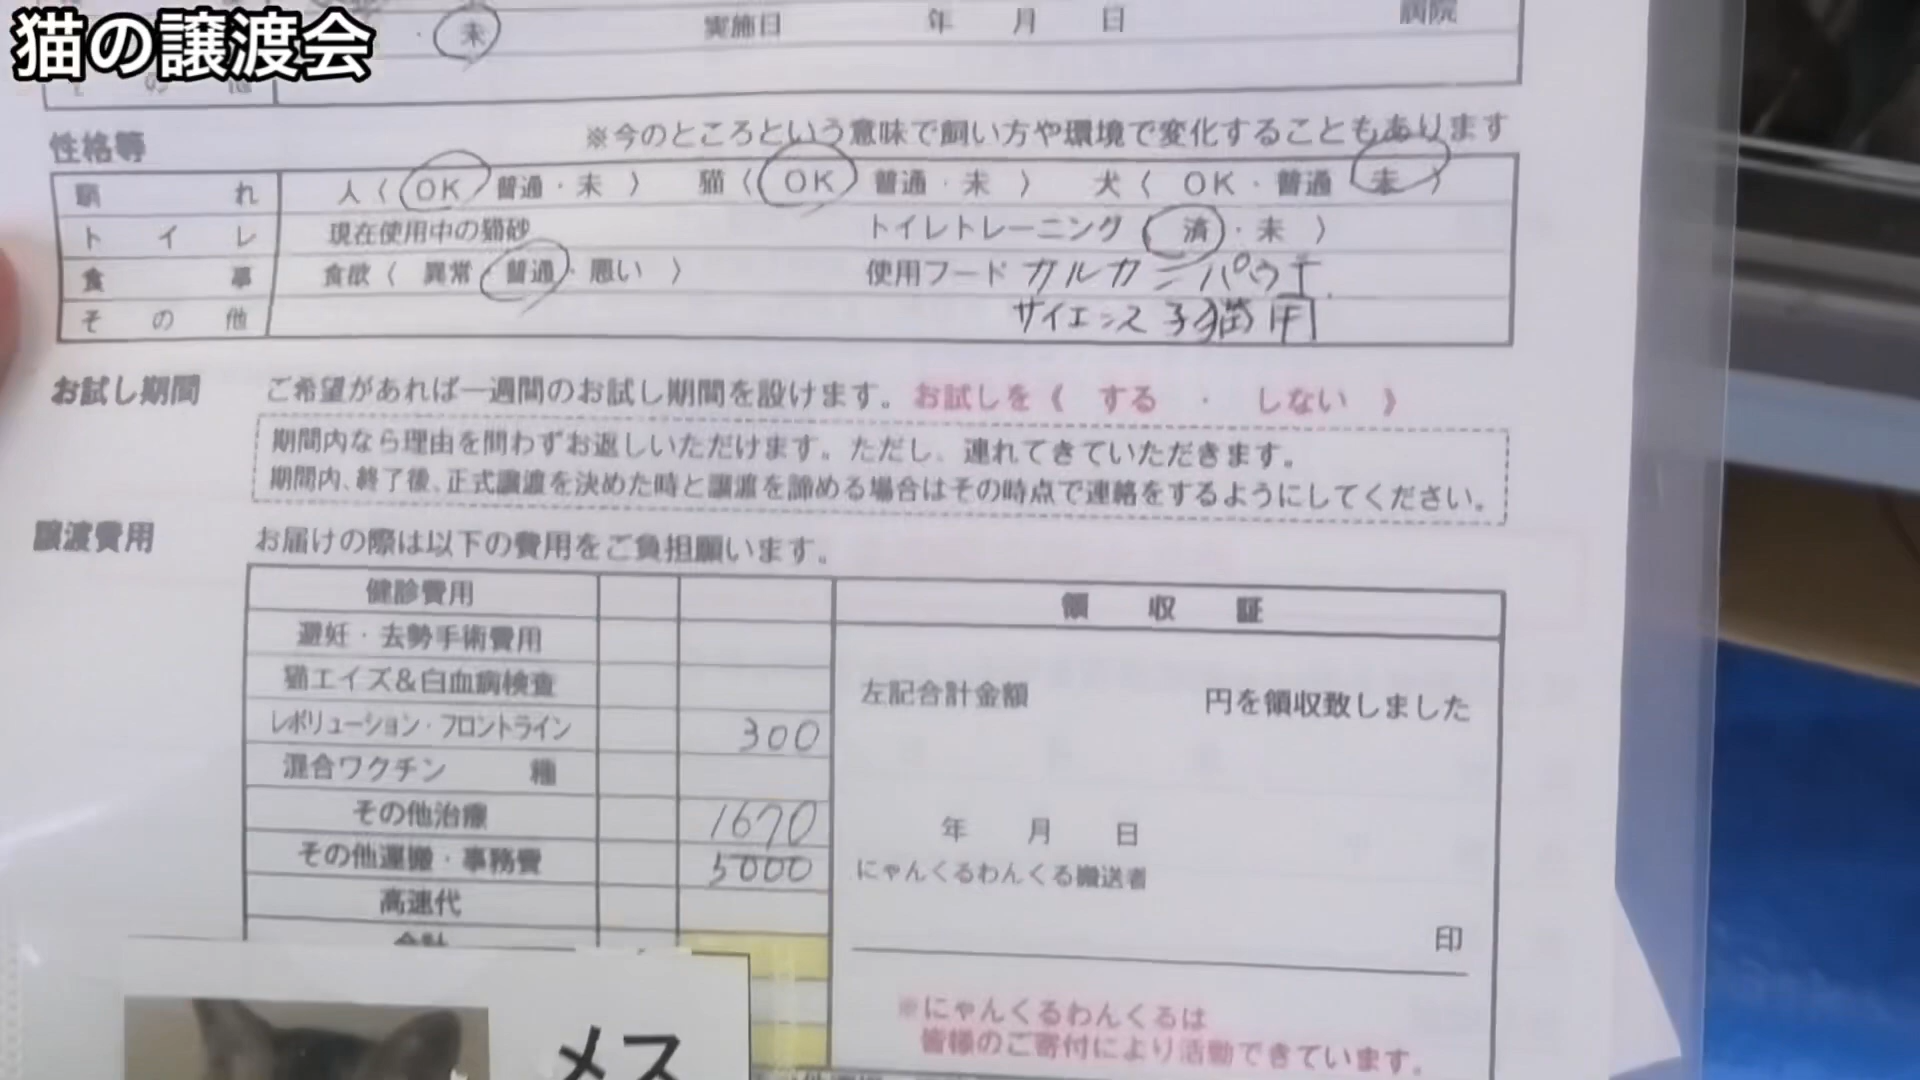 猫の譲渡会
・ 未 実施日 年 月 日 病院
の 他
性格等 ※今のところという意味で飼い方や環境で変化することもあります
馴れ 人〈 OK 普通・未 〉 猫〈 OK 普通・未 〉 犬〈 OK・普通 未 〉
トイレ 現在使用中の猫砂 トイレトレーニング〈 済・未 〉
食事 食欲〈 異常・普通・悪い 〉 使用フード カルカンパウチ
その他 サイエンス子猫用
お試し期間 ご希望があれば一週間のお試し期間を設けます。お試しを《 する ・ しない 》
期間内なら理由を問わずお返しいただけます。ただし、連れてきていただきます。
期間内、終了後、正式譲渡を決めた時と譲渡を諦める場合はその時点で連絡をするようにしてください。
譲渡費用 お届けの際は以下の費用をご負担願います。
健診費用
避妊・去勢手術費用
猫エイズ&白血病検査
レボリューション・フロントライン 300
混合ワクチン 種
その他治療 1670
その他運搬・事務費 5000
高速代
合計
領収証
左記合計金額 円を領収致しました
年 月 日
にゃんくるわんくる搬送者
印
※にゃんくるわんくるは
皆様のご寄付により活動できています。
メス